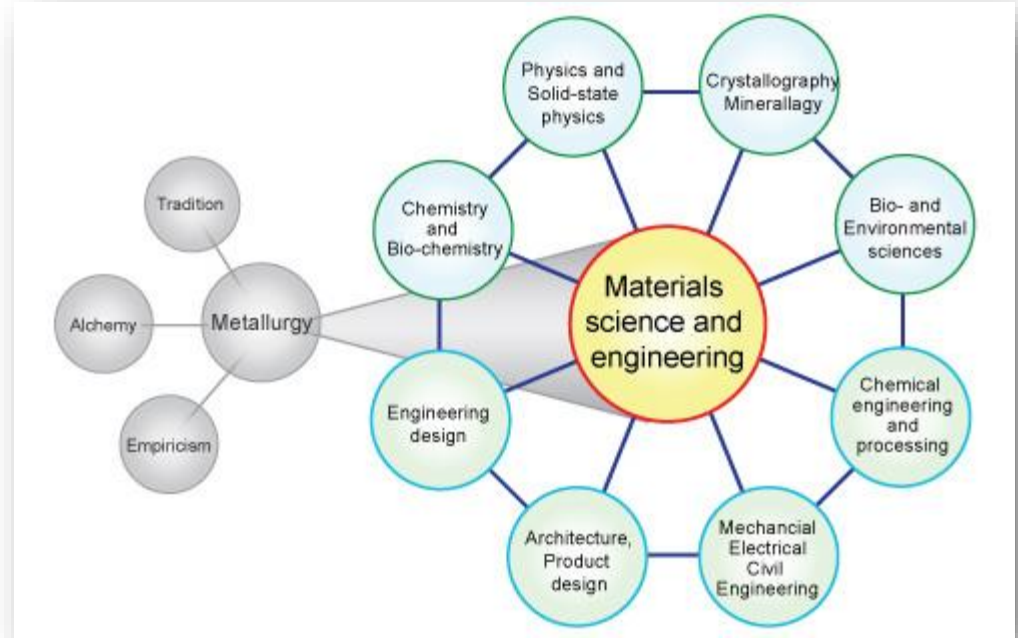 Physics and
Solid-state
physics
Crystallography
Minerallagy
Tradition
Chemistry
and
Bio-chemistry
Bio- and
Environmental
sciences
Alchemy
Metallurgy
Materials
science and
engineering
Empiricism
Engineering
design
Chemical
engineering
and
processing
Architecture,
Product
design
Mechancial
Electrical
Civil
Engineering